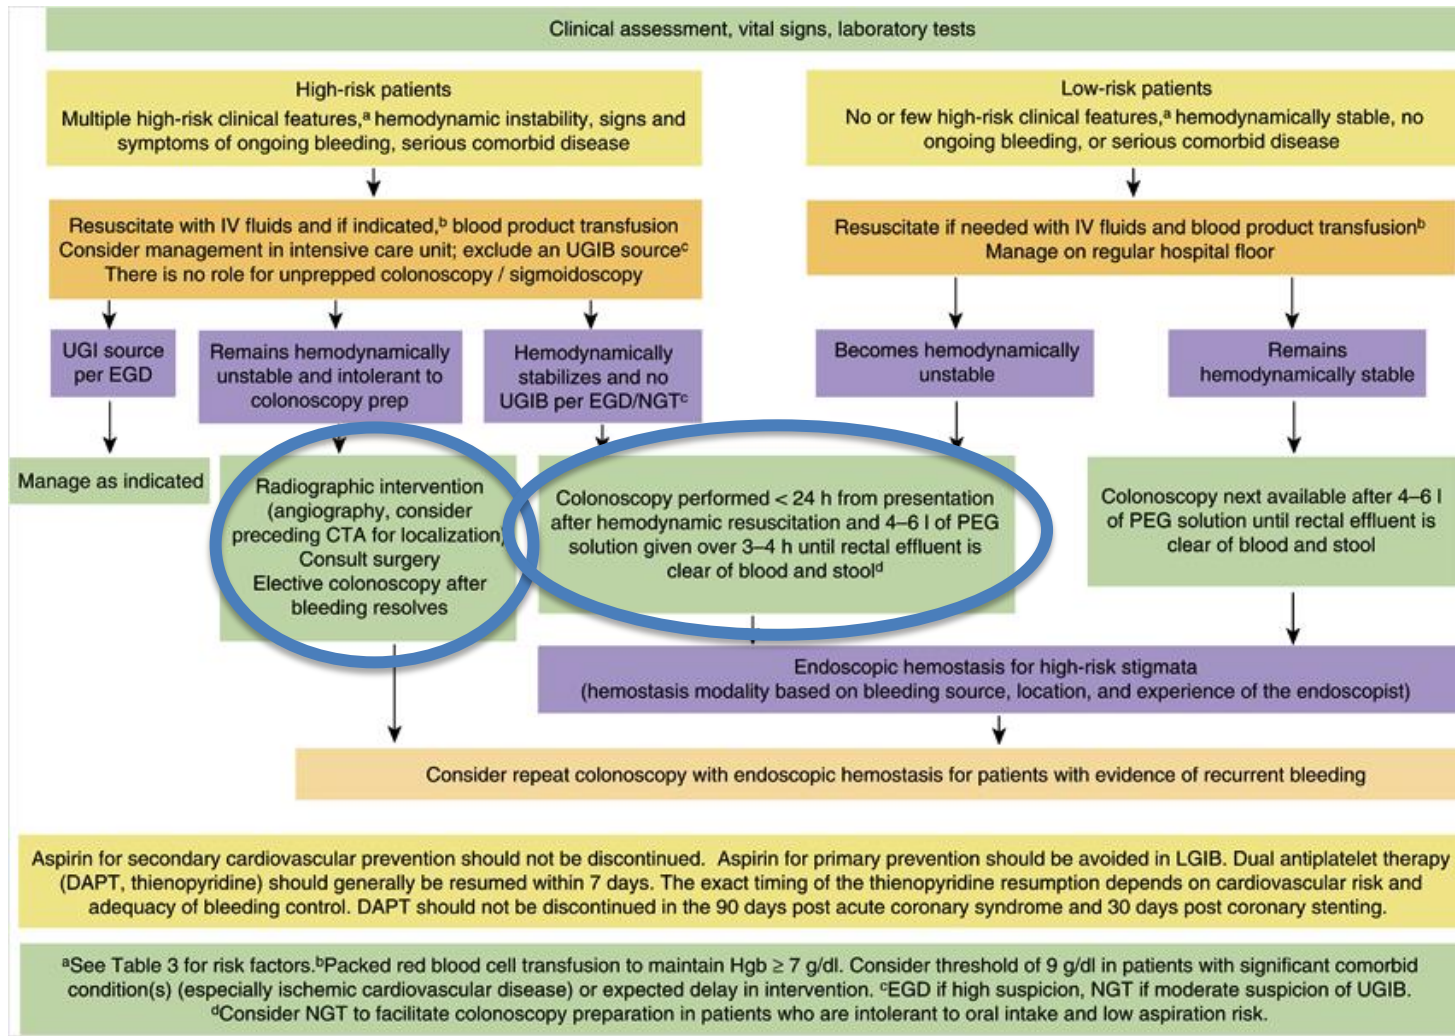 Clinical assessment, vital signs, laboratory tests
High-risk patients
Multiple high-risk clinical features,ᵃ hemodynamic instability, signs and
symptoms of ongoing bleeding, serious comorbid disease
Low-risk patients
No or few high-risk clinical features,ᵃ hemodynamically stable, no
ongoing bleeding, or serious comorbid disease
Resuscitate with IV fluids and if indicated,ᵇ blood product transfusion
Consider management in intensive care unit; exclude an UGIB sourceᶜ
There is no role for unprepped colonoscopy / sigmoidoscopy
Resuscitate if needed with IV fluids and blood product transfusionᵇ
Manage on regular hospital floor
UGI source
per EGD
Remains hemodynamically
unstable and intolerant to
colonoscopy prep
Hemodynamically
stabilizes and no
UGIB per EGD/NGTᶜ
Becomes hemodynamically
unstable
Remains
hemodynamically stable
Manage as indicated
Radiographic intervention
(angiography, consider
preceding CTA for localization)
Consult surgery
Elective colonoscopy after
bleeding resolves
Colonoscopy performed < 24 h from presentation
after hemodynamic resuscitation and 4–6 l of PEG
solution given over 3–4 h until rectal effluent is
clear of blood and stoolᵈ
Colonoscopy next available after 4–6 l
of PEG solution until rectal effluent is
clear of blood and stool
Endoscopic hemostasis for high-risk stigmata
(hemostasis modality based on bleeding source, location, and experience of the endoscopist)
Consider repeat colonoscopy with endoscopic hemostasis for patients with evidence of recurrent bleeding
Aspirin for secondary cardiovascular prevention should not be discontinued. Aspirin for primary prevention should be avoided in LGIB. Dual antiplatelet therapy
(DAPT, thienopyridine) should generally be resumed within 7 days. The exact timing of the thienopyridine resumption depends on cardiovascular risk and
adequacy of bleeding control. DAPT should not be discontinued in the 90 days post acute coronary syndrome and 30 days post coronary stenting.
ᵃSee Table 3 for risk factors.ᵇPacked red blood cell transfusion to maintain Hgb ≥ 7 g/dl. Consider threshold of 9 g/dl in patients with significant comorbid
condition(s) (especially ischemic cardiovascular disease) or expected delay in intervention. ᶜEGD if high suspicion, NGT if moderate suspicion of UGIB.
ᵈConsider NGT to facilitate colonoscopy preparation in patients who are intolerant to oral intake and low aspiration risk.